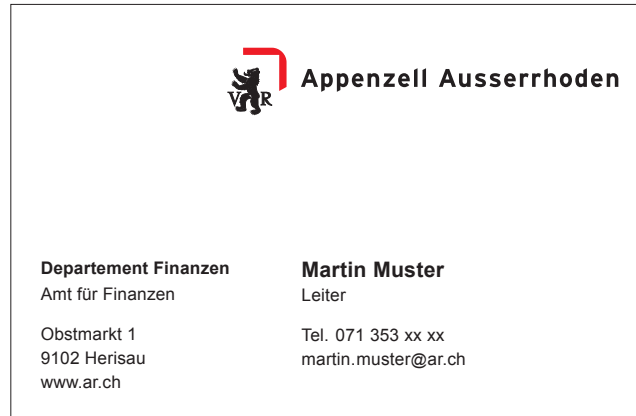 Appenzell Ausserrhoden
VR
Departement Finanzen
Amt für Finanzen
Obstmarkt 1
9102 Herisau
www.ar.ch
Martin Muster
Leiter
Tel. 071 353 xx xx
martin.muster@ar.ch